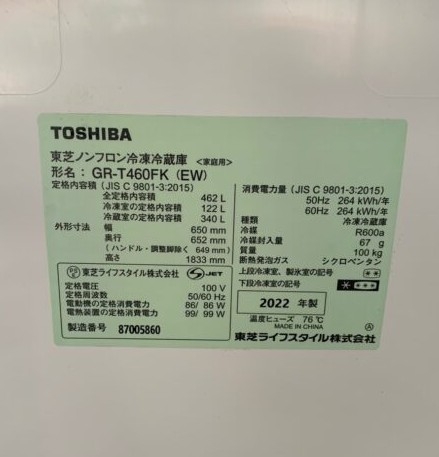 TOSHIBA
東芝ノンフロン冷凍冷蔵庫 <家庭用>
形名: GR-T460FK (EW)
定格内容積 (JIS C 9801-3:2015)
全定格内容積 462 L
冷凍室の定格内容積 122 L
冷蔵室の定格内容積 340 L
外形寸法 幅 650 mm
奥行 652 mm
(ハンドル・調整脚除く 649 mm)
高さ 1833 mm
PSE 東芝ライフスタイル株式会社 S JET
定格電圧 100 V
定格周波数 50/60 Hz
電動機の定格消費電力 86/ 86 W
電熱装置の定格消費電力 99/ 99 W
製造番号 87005860
消費電力量 (JIS C 9801-3:2015)
50Hz 264 kWh/年
60Hz 264 kWh/年
種類 冷凍冷蔵庫
冷媒 R600a
冷媒封入量 67 g
質量 100 kg
断熱発泡ガス シクロペンタン
上段冷凍室、製氷室の記号 **
下段冷凍室の記号 ****
2022 年製
温度ヒューズ 76℃
MADE IN CHINA Ⓐ
東芝ライフスタイル株式会社